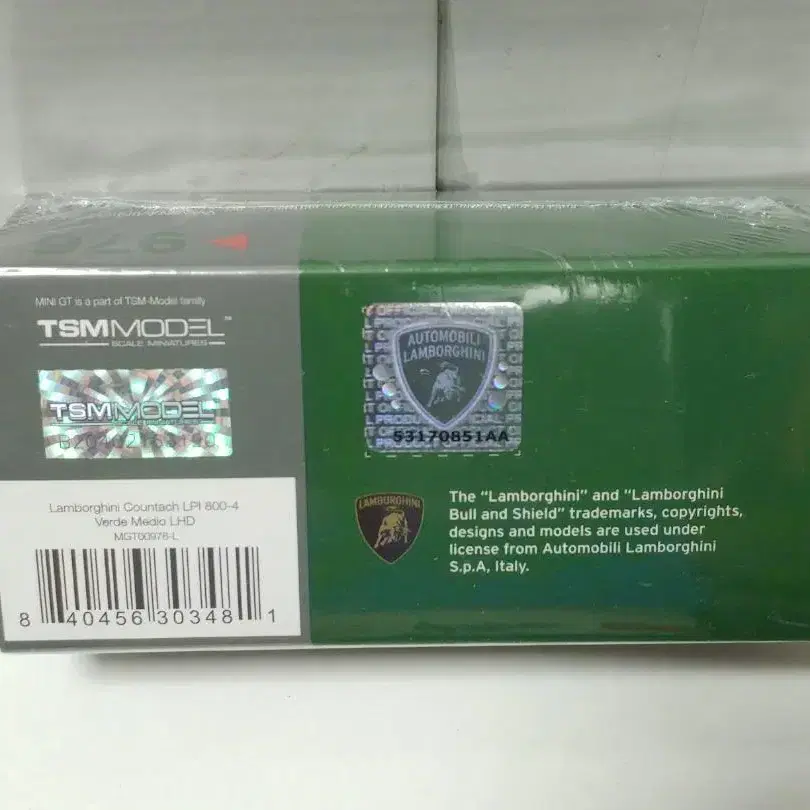 976
MINI GT is a part of TSM-Model family
TSMMODEL™
SCALE MINIATURES
TSMMODEL
AUTOMOBILI
LAMBORGHINI
53170851AA
Lamborghini Countach LPI 800-4
Verde Medio LHD
MGT00976-L
8 40456 30348 1
LAMBORGHINI
The "Lamborghini" and "Lamborghini
Bull and Shield" trademarks, copyrights,
designs and models are used under
license from Automobili Lamborghini
S.p.A, Italy.